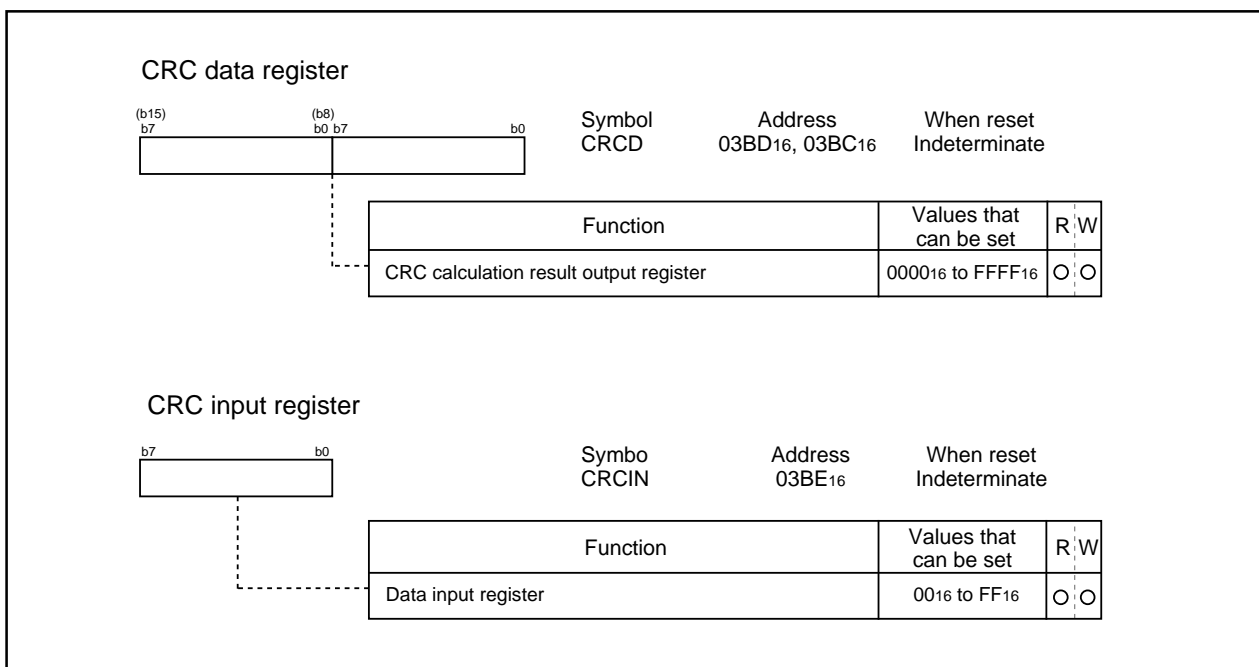 CRC data register
(b15) (b8)
b7 b0 b7 b0
Symbol Address When reset
CRCD 03BD16, 03BC16 Indeterminate
Function Values that can be set R W
CRC calculation result output register 000016 to FFFF16 O O
CRC input register
b7 b0
Symbo Address When reset
CRCIN 03BE16 Indeterminate
Function Values that can be set R W
Data input register 0016 to FF16 O O